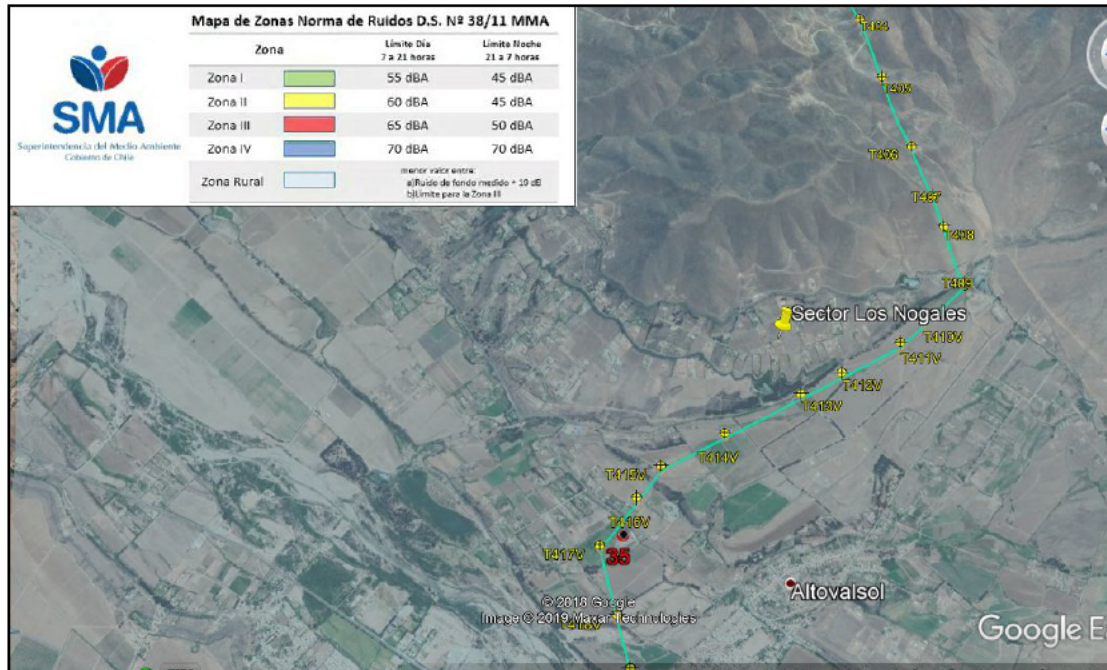 SMA
Superintendencia del Medio Ambiente
Gobierno de Chile
Mapa de Zonas Norma de Ruidos D.S. Nº 38/11 MMA
Zona Límite Día 7 a 21 horas Límite Noche 21 a 7 horas
Zona I 55 dBA 45 dBA
Zona II 60 dBA 45 dBA
Zona III 65 dBA 50 dBA
Zona IV 70 dBA 70 dBA
Zona Rural
menor valor entre:
a)Ruido de fondo medido + 10 dB
b)Límite para la Zona III
T404
T405
T406
T407
T408
T409
Sector Los Nogales
T410V
T411V
T412V
T413V
T414V
T415V
T416V
T417V
35
Altovalsol
© 2018 Google
Image © 2019 Maxar Technologies
T418V
Google E